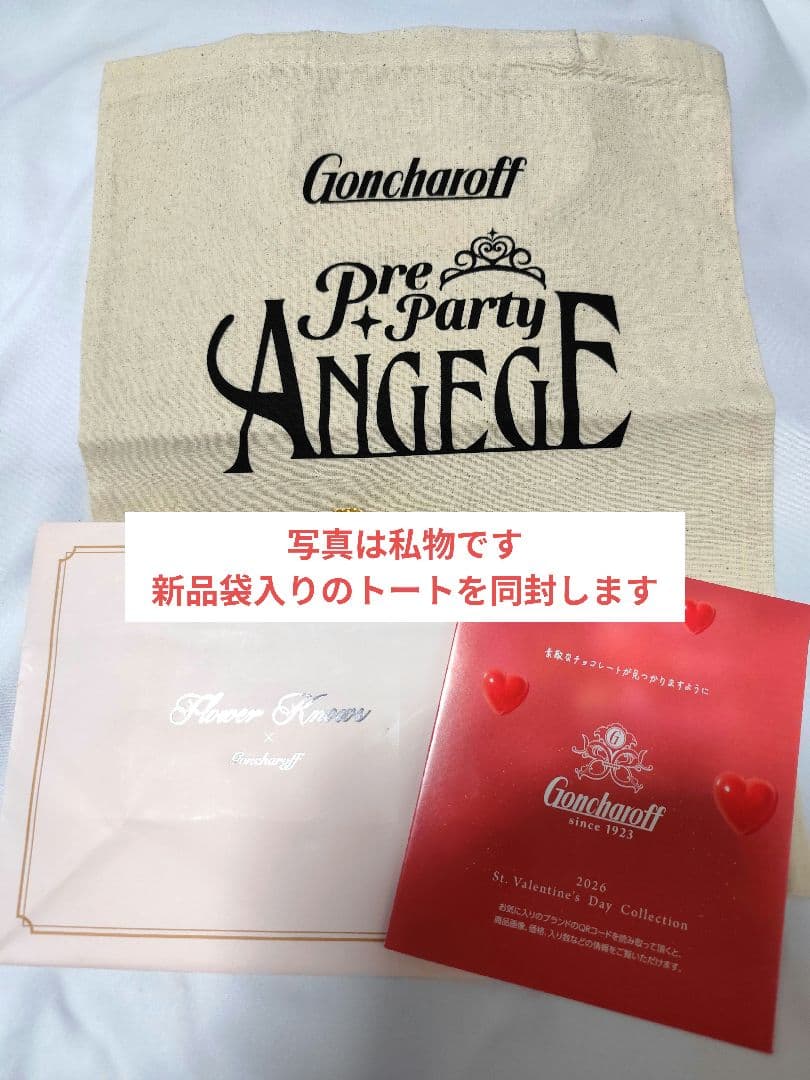 Goncharoff
Pre
Party
ANGEGE
写真は私物です
新品袋入りのトートを同封します
Flower Knows
×
Goncharoff
素敵なチョコレートが見つかりますように
G
Goncharoff
since 1923
2026
St. Valentine's Day Collection
お気に入りのブランドのQRコードを読み取って頂くと、
商品画像、価格、入り数などの情報をご覧いただけます。